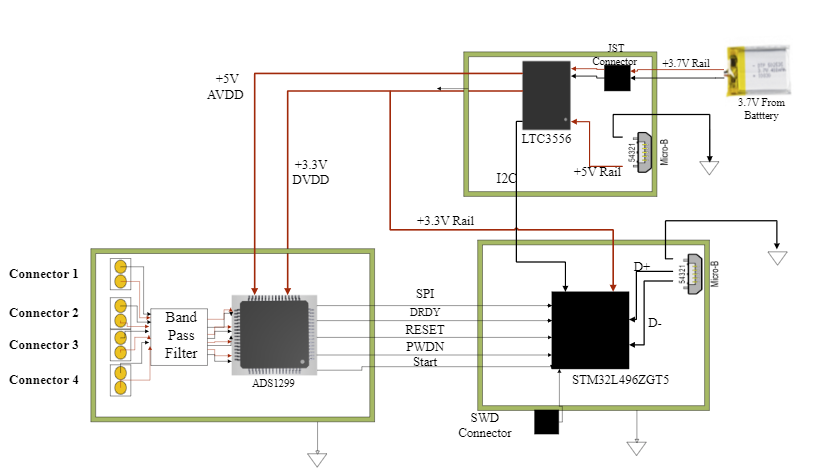 JST
Connector
+3.7V Rail
+5V
AVDD
3.7V From
Batttery
LTC3556
54321
Micro-B
+3.3V
DVDD
I2C
+5V Rail
+3.3V Rail
Connector 1
D+
54321
Micro-B
SPI
Connector 2
DRDY
Band
Pass
Filter
RESET
D-
Connector 3
PWDN
Start
Connector 4
ADS1299
STM32L496ZGT5
SWD
Connector